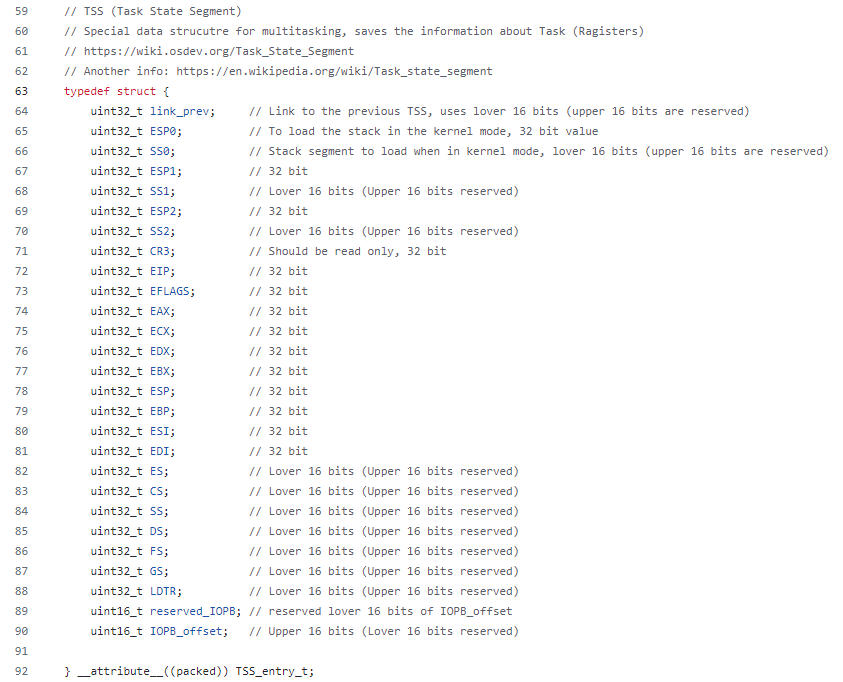 59 // TSS (Task State Segment)
60 // Special data strucutre for multitasking, saves the information about Task (Ragisters)
61 // https://wiki.osdev.org/Task_State_Segment
62 // Another info: https://en.wikipedia.org/wiki/Task_state_segment
63 typedef struct {
64 uint32_t link_prev; // Link to the previous TSS, uses lover 16 bits (upper 16 bits are reserved)
65 uint32_t ESP0; // To load the stack in the kernel mode, 32 bit value
66 uint32_t SS0; // Stack segment to load when in kernel mode, lover 16 bits (upper 16 bits are reserved)
67 uint32_t ESP1; // 32 bit
68 uint32_t SS1; // Lover 16 bits (Upper 16 bits reserved)
69 uint32_t ESP2; // 32 bit
70 uint32_t SS2; // Lover 16 bits (Upper 16 bits reserved)
71 uint32_t CR3; // Should be read only, 32 bit
72 uint32_t EIP; // 32 bit
73 uint32_t EFLAGS; // 32 bit
74 uint32_t EAX; // 32 bit
75 uint32_t ECX; // 32 bit
76 uint32_t EDX; // 32 bit
77 uint32_t EBX; // 32 bit
78 uint32_t ESP; // 32 bit
79 uint32_t EBP; // 32 bit
80 uint32_t ESI; // 32 bit
81 uint32_t EDI; // 32 bit
82 uint32_t ES; // Lover 16 bits (Upper 16 bits reserved)
83 uint32_t CS; // Lover 16 bits (Upper 16 bits reserved)
84 uint32_t SS; // Lover 16 bits (Upper 16 bits reserved)
85 uint32_t DS; // Lover 16 bits (Upper 16 bits reserved)
86 uint32_t FS; // Lover 16 bits (Upper 16 bits reserved)
87 uint32_t GS; // Lover 16 bits (Upper 16 bits reserved)
88 uint32_t LDTR; // Lover 16 bits (Upper 16 bits reserved)
89 uint16_t reserved_IOPB; // reserved lover 16 bits of IOPB_offset
90 uint16_t IOPB_offset; // Upper 16 bits (Lover 16 bits reserved)
91
92 } __attribute__((packed)) TSS_entry_t;